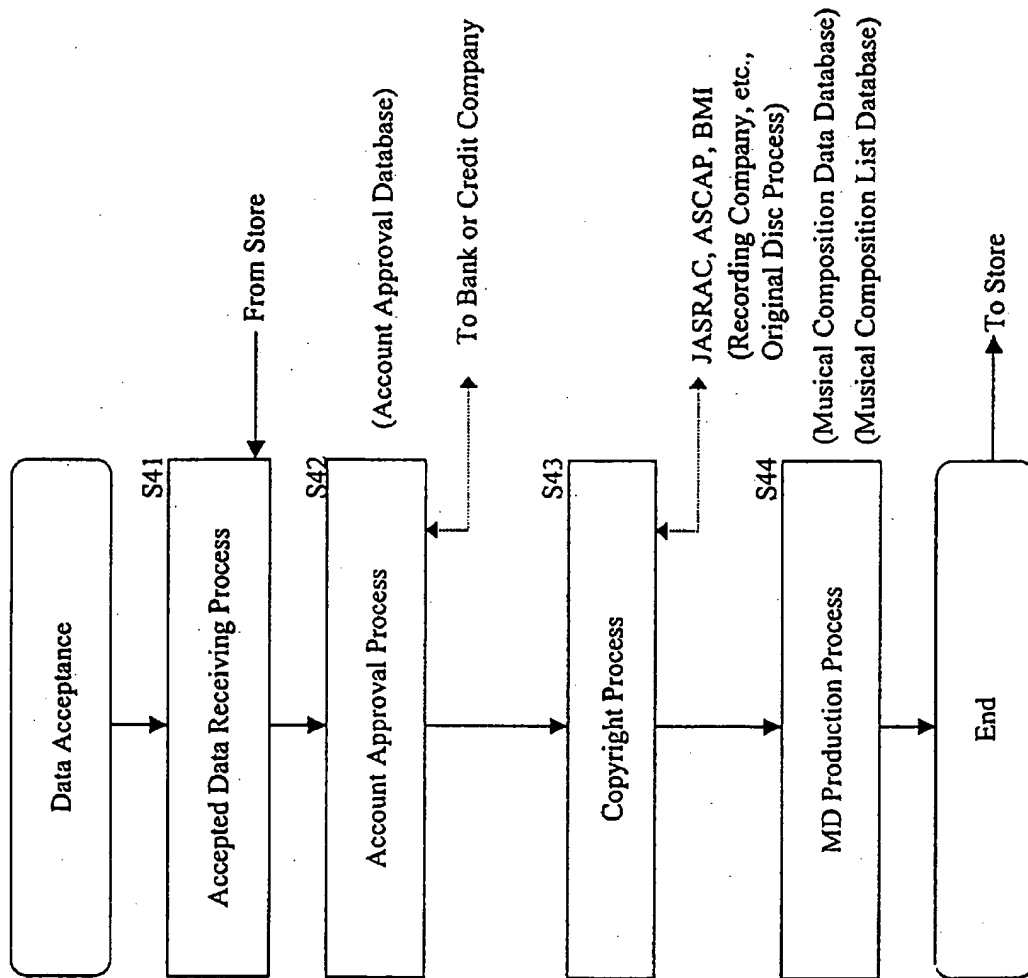 Data Acceptance
S41
Accepted Data Receiving Process
From Store
S42
Account Approval Process
(Account Approval Database)
To Bank or Credit Company
S43
Copyright Process
JASRAC, ASCAP, BMI
(Recording Company, etc.,
Original Disc Process)
S44
MD Production Process
(Musical Composition Data Database)
(Musical Composition List Database)
End
To Store